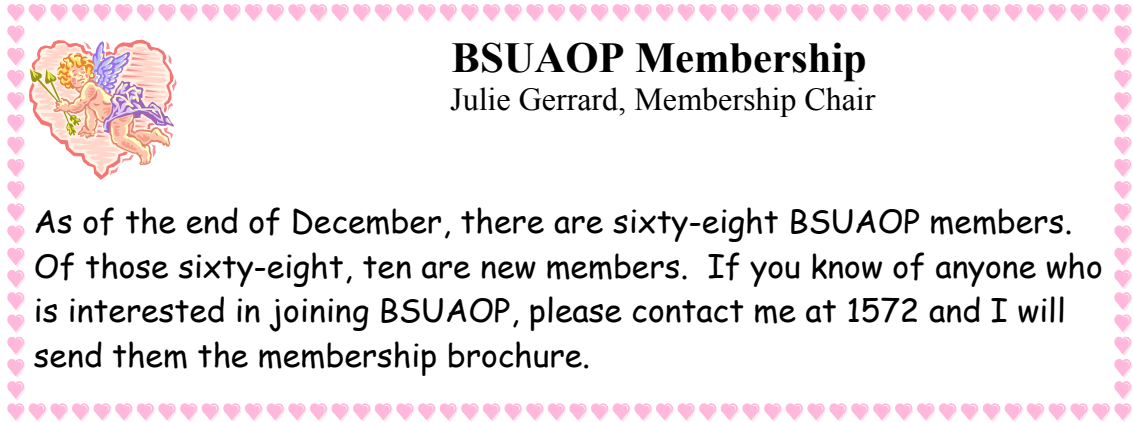 BSUAOP Membership
Julie Gerrard, Membership Chair
As of the end of December, there are sixty-eight BSUAOP members.
Of those sixty-eight, ten are new members.  If you know of anyone who
is interested in joining BSUAOP, please contact me at 1572 and I will
send them the membership brochure.